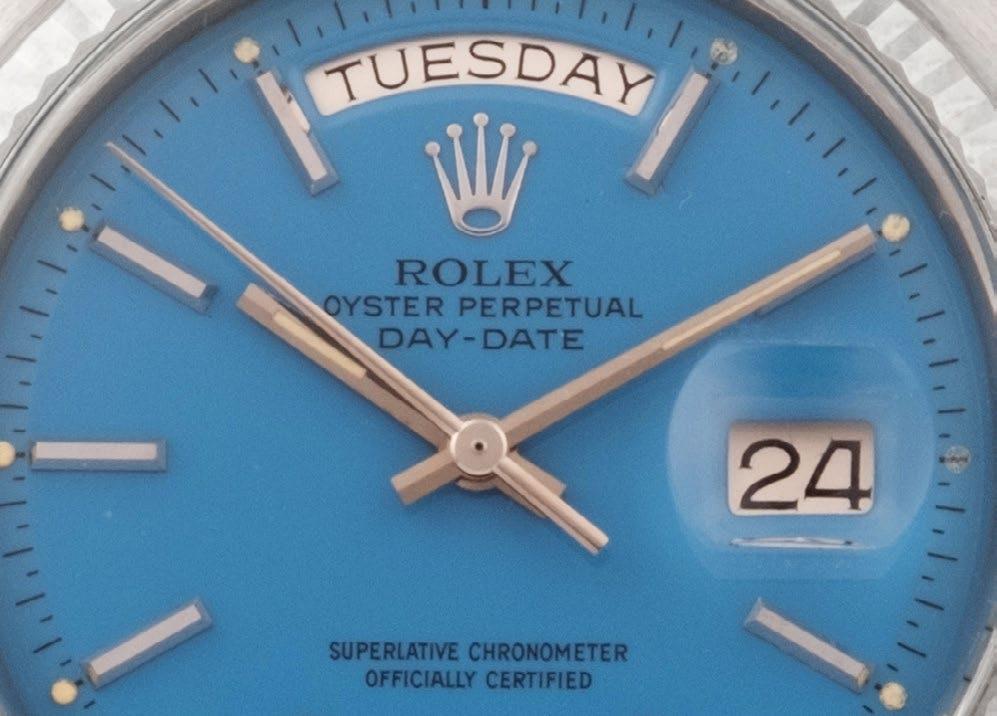 TUESDAY
ROLEX
OYSTER PERPETUAL
DAY-DATE
24
SUPERLATIVE CHRONOMETER
OFFICIALLY CERTIFIED